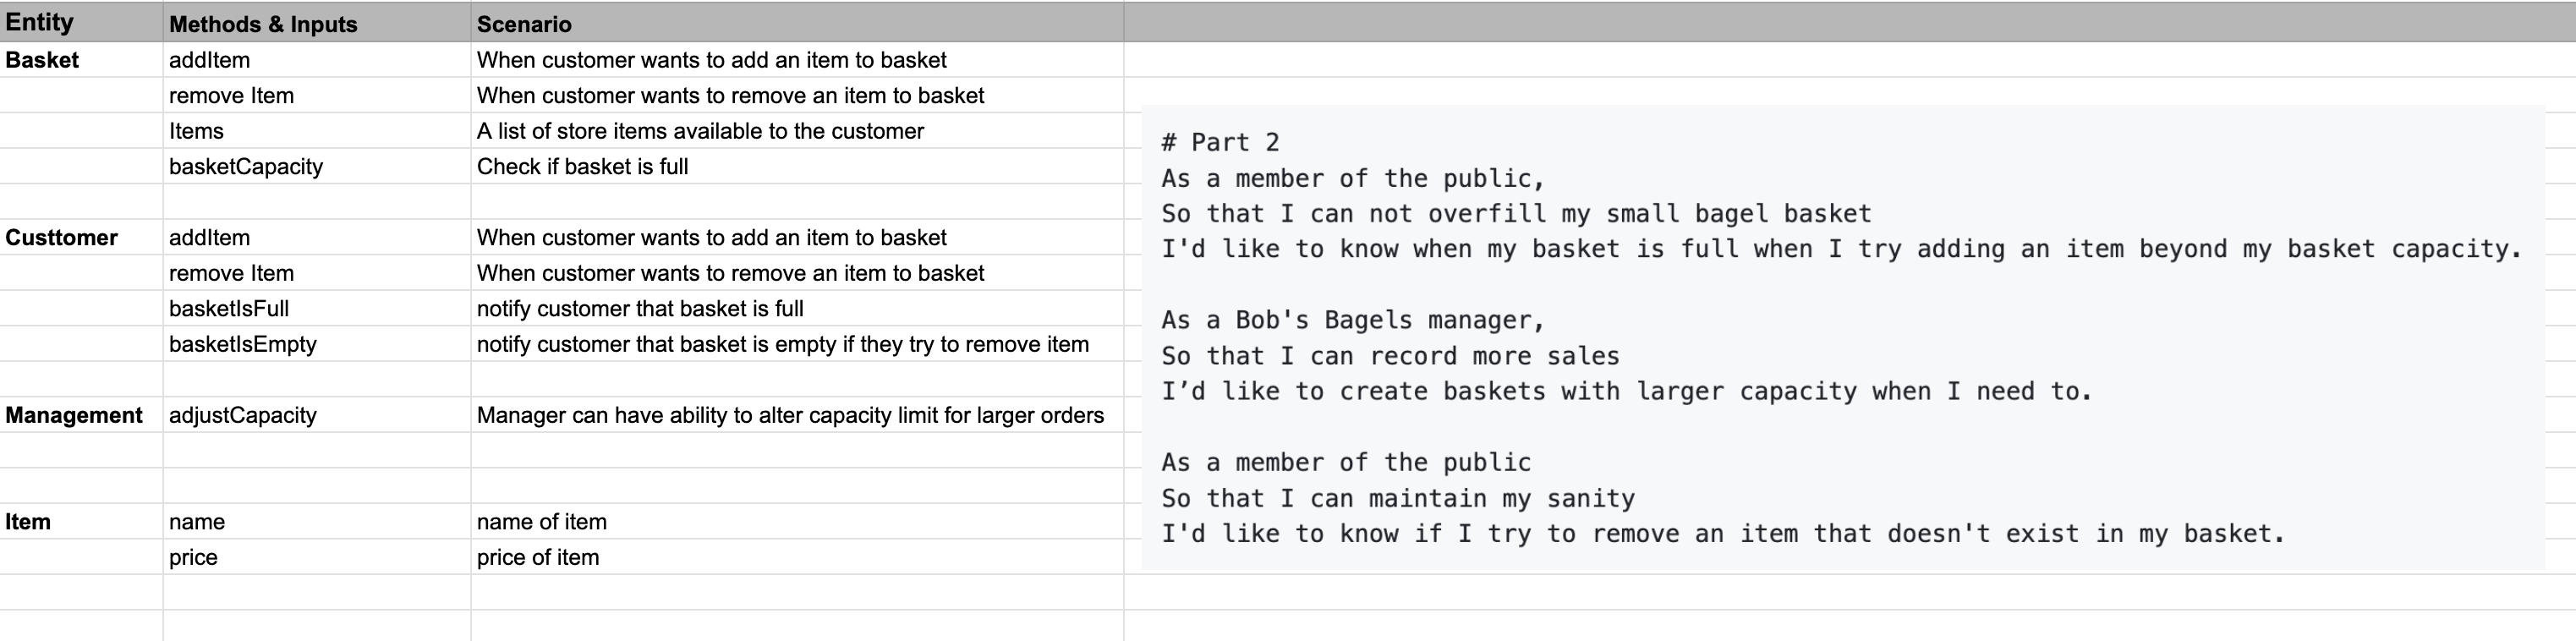 Entity Methods & Inputs Scenario
Basket addItem When customer wants to add an item to basket
remove Item When customer wants to remove an item to basket
Items A list of store items available to the customer
basketCapacity Check if basket is full
Custtomer addItem When customer wants to add an item to basket
remove Item When customer wants to remove an item to basket
basketIsFull notify customer that basket is full
basketIsEmpty notify customer that basket is empty if they try to remove item
Management adjustCapacity Manager can have ability to alter capacity limit for larger orders
Item name name of item
price price of item
# Part 2
As a member of the public,
So that I can not overfill my small bagel basket
I'd like to know when my basket is full when I try adding an item beyond my basket capacity.
As a Bob's Bagels manager,
So that I can record more sales
I’d like to create baskets with larger capacity when I need to.
As a member of the public
So that I can maintain my sanity
I'd like to know if I try to remove an item that doesn't exist in my basket.